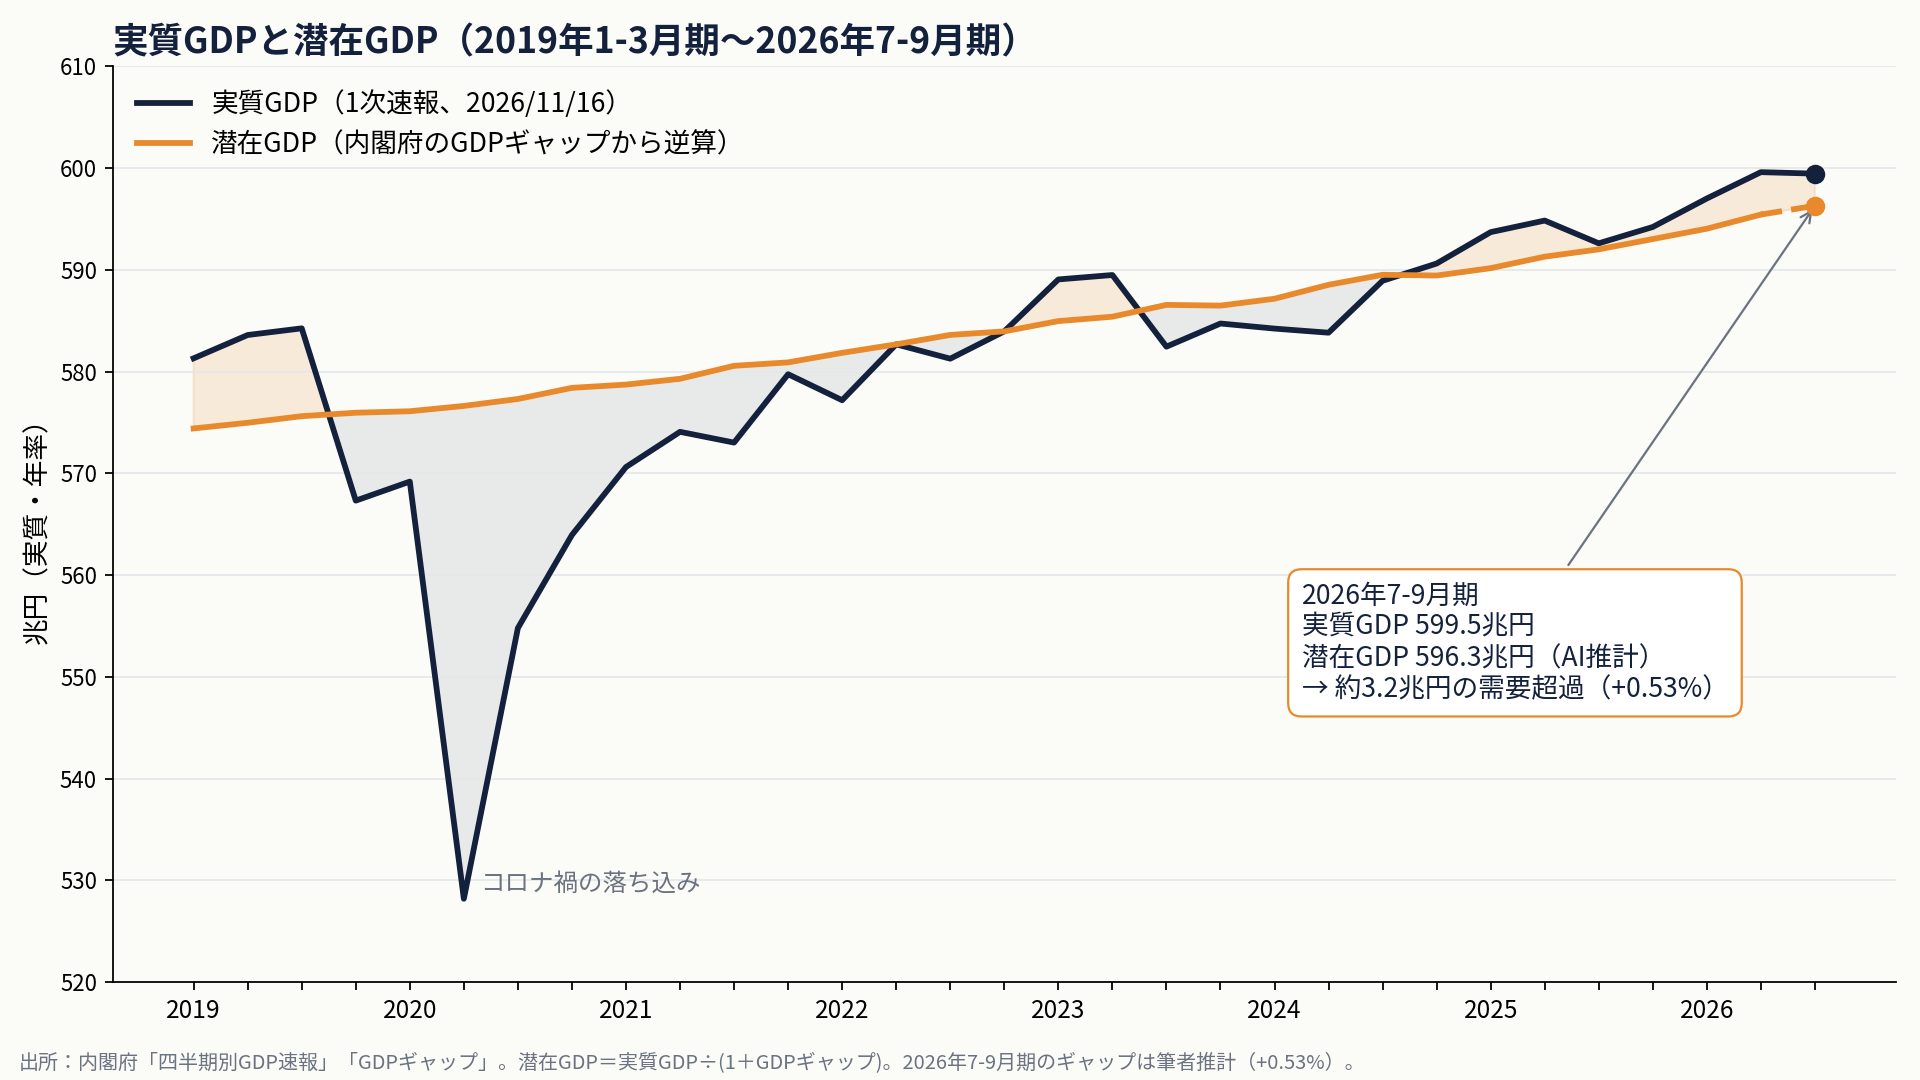 実質GDPと潜在GDP（2019年1-3月期～2026年7-9月期）
実質GDP（1次速報、2026/11/16）
潜在GDP（内閣府のGDPギャップから逆算）
兆円（実質・年率）
610
600
590
580
570
560
550
540
530
520
コロナ禍の落ち込み
2026年7-9月期
実質GDP 599.5兆円
潜在GDP 596.3兆円（AI推計）
→ 約3.2兆円の需要超過（+0.53%）
2019 2020 2021 2022 2023 2024 2025 2026
出所：内閣府「四半期別GDP速報」「GDPギャップ」。潜在GDP＝実質GDP÷(1＋GDPギャップ)。2026年7-9月期のギャップは筆者推計（+0.53%）。